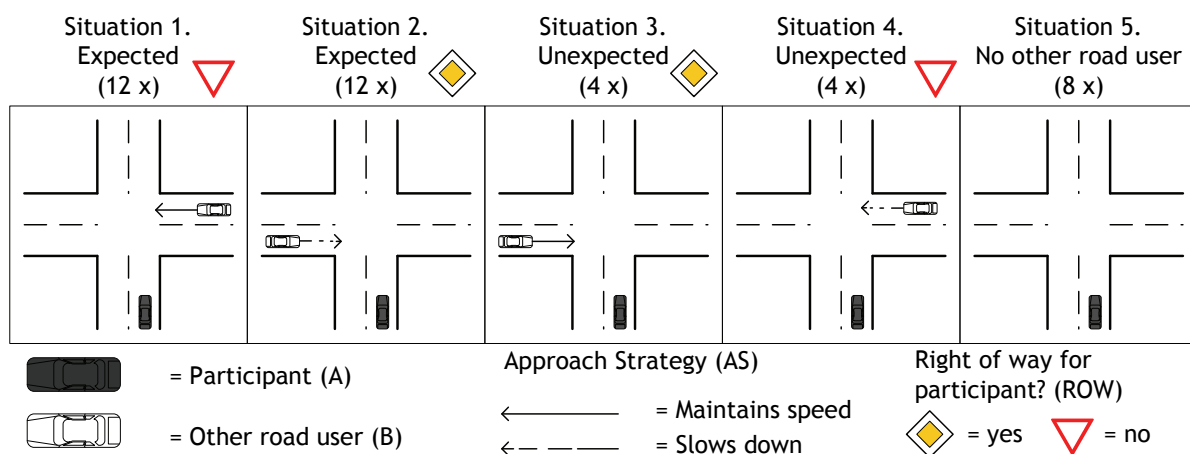 Situation 1.
Expected
(12 x)
Situation 2.
Expected
(12 x)
Situation 3.
Unexpected
(4 x)
Situation 4.
Unexpected
(4 x)
Situation 5.
No other road user
(8 x)
= Participant (A)
= Other road user (B)
Approach Strategy (AS)
= Maintains speed
= Slows down
Right of way for
participant? (ROW)
= yes
= no